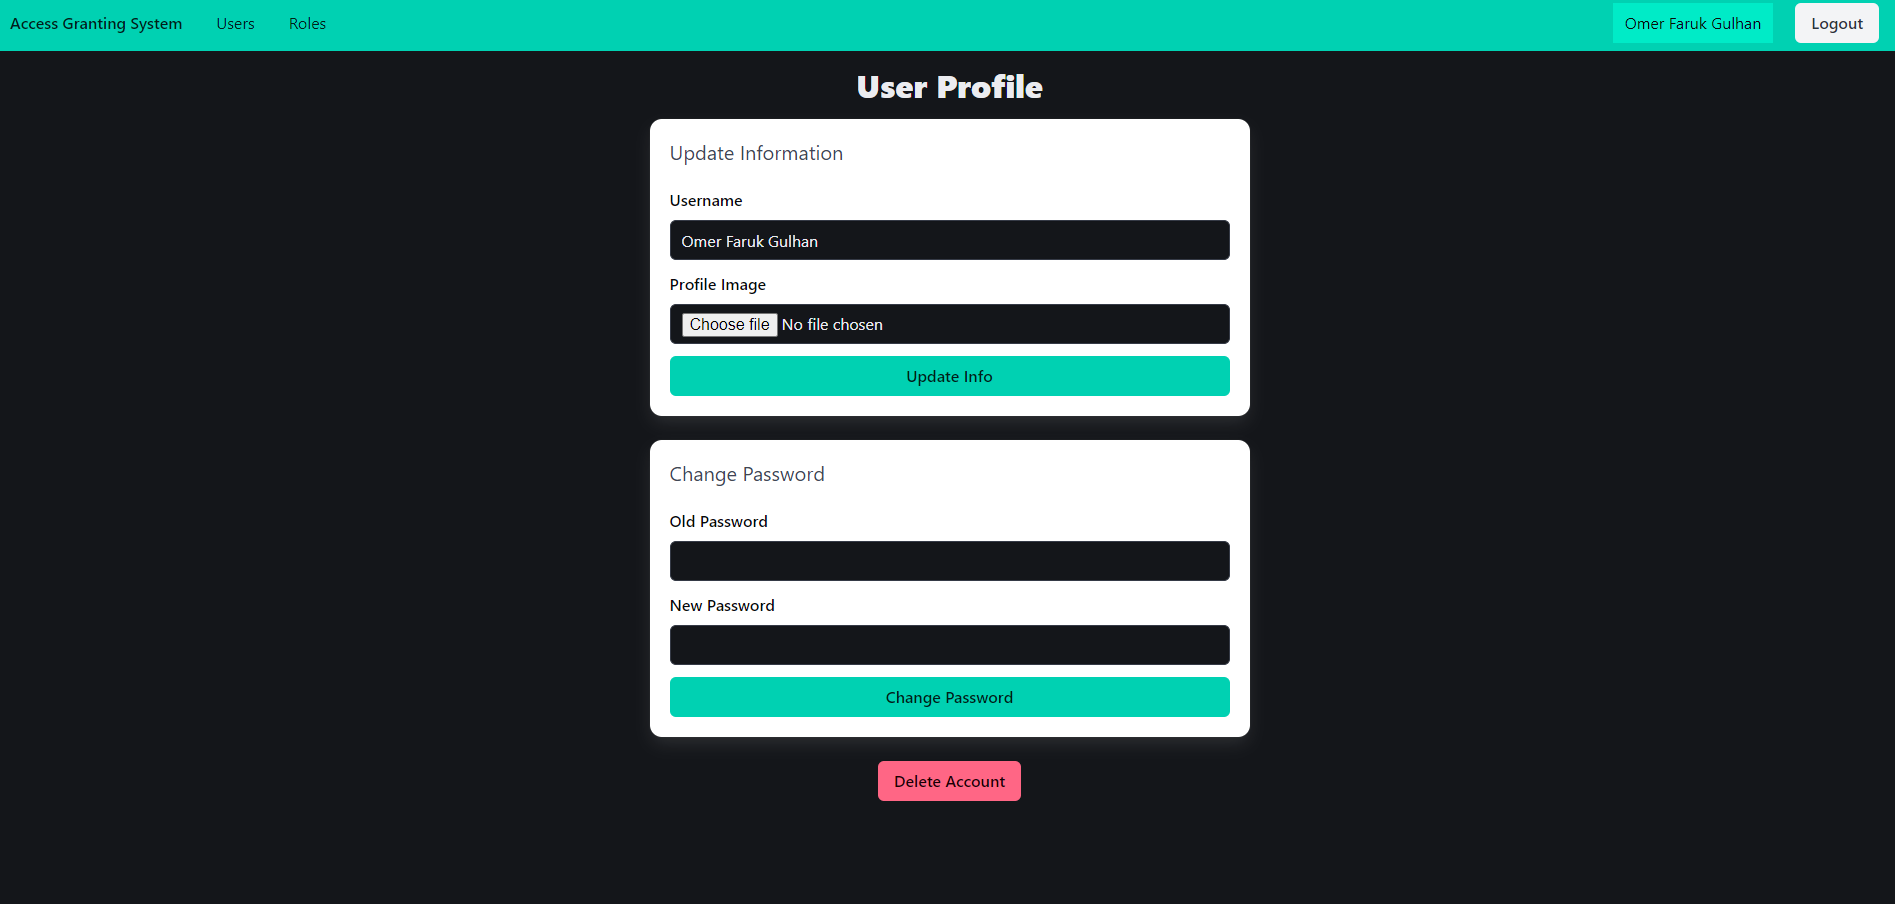 Access Granting System Users Roles Omer Faruk Gulhan Logout
User Profile
Update Information
Username
Omer Faruk Gulhan
Profile Image
Choose file No file chosen
Update Info
Change Password
Old Password
New Password
Change Password
Delete Account